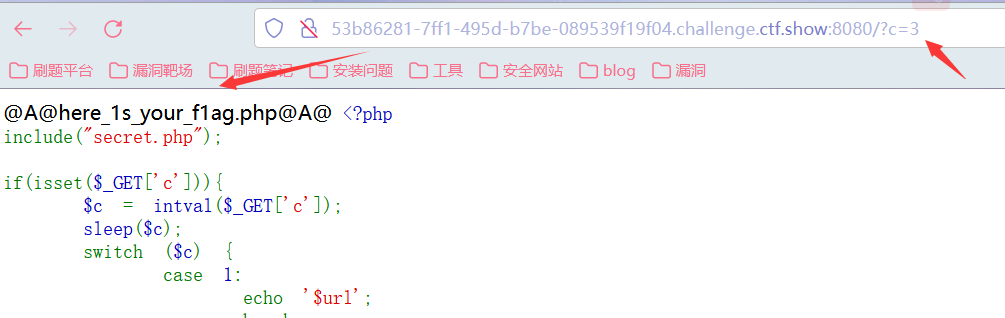 53b86281-7ff1-495d-b7be-089539f19f04.challenge.ctf.show:8080/?c=3
刷题平台 漏洞靶场 刷题笔记 安装问题 工具 安全网站 blog 漏洞
@A@here_1s_your_f1ag.php@A@ <?php
include("secret.php");
if(isset($_GET['c'])){
$c = intval($_GET['c']);
sleep($c);
switch ($c) {
case 1:
echo '$url';